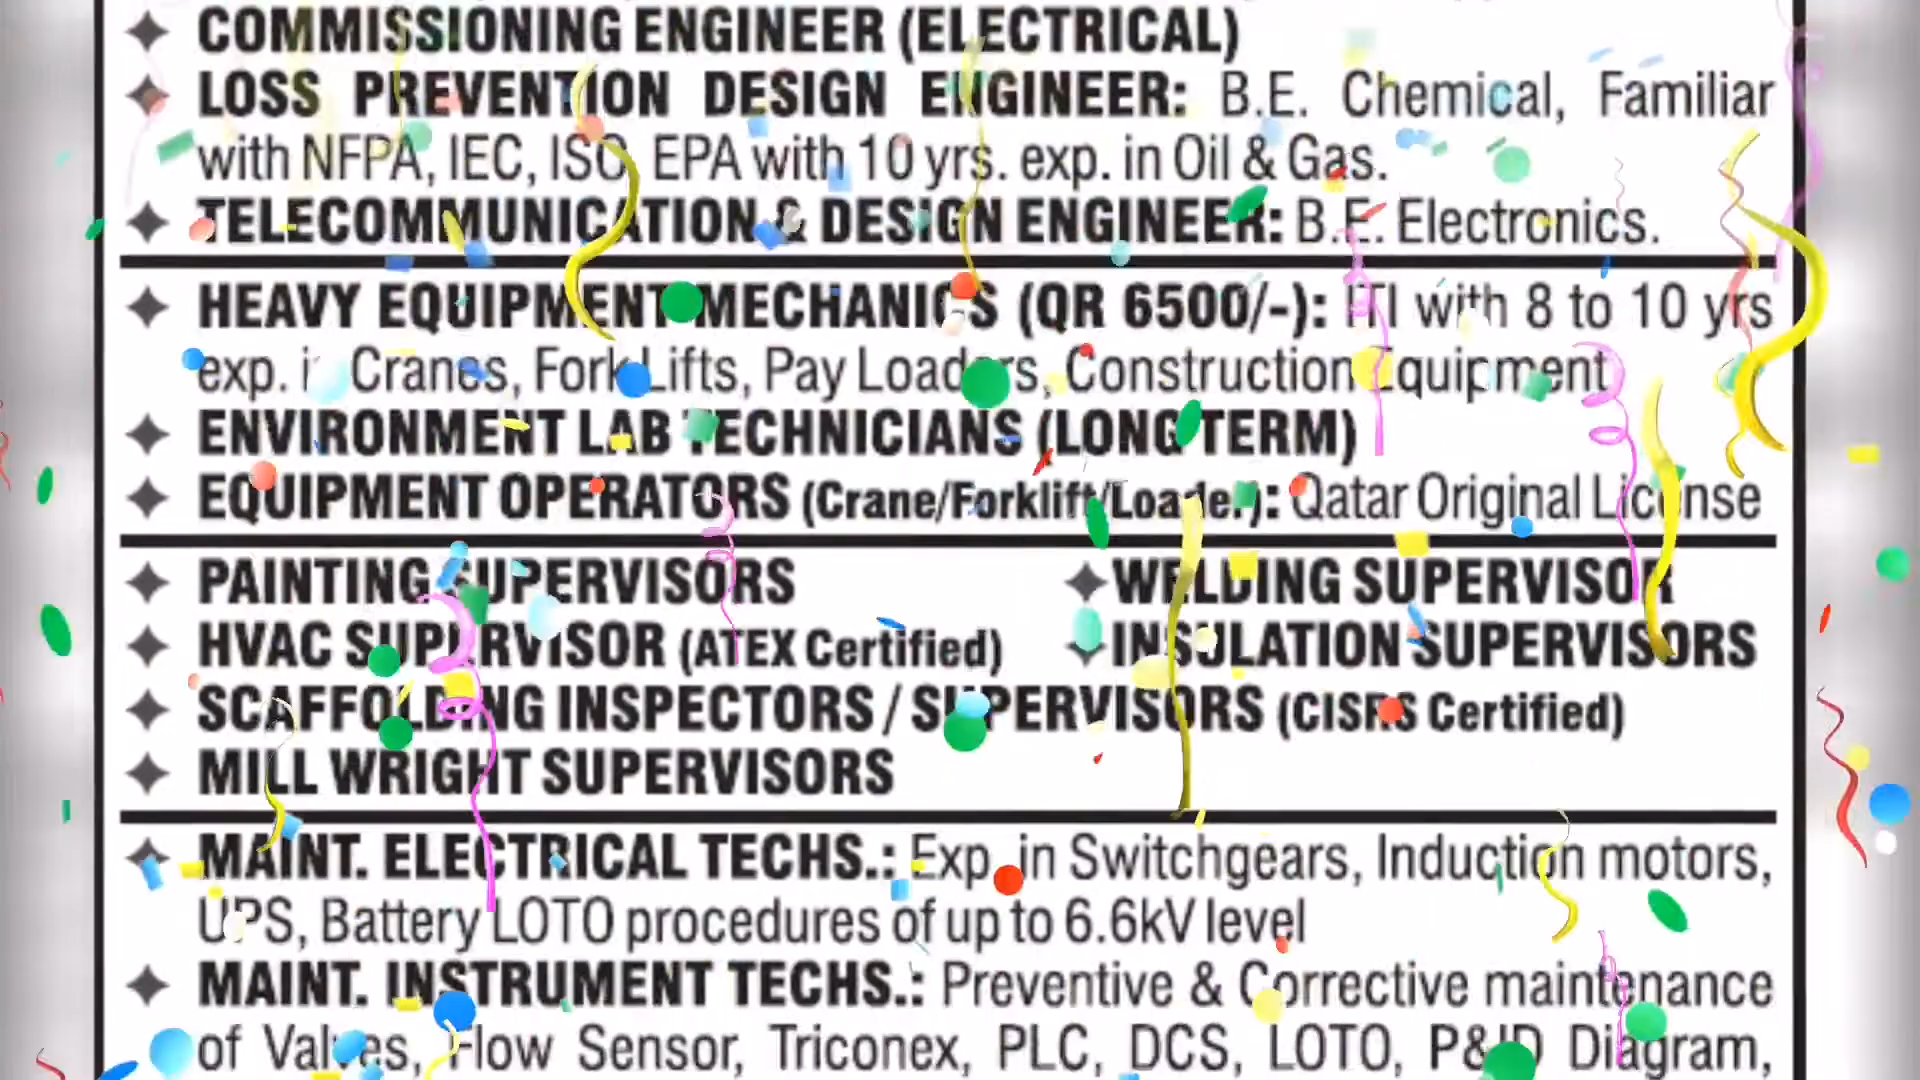 COMMISSIONING ENGINEER (ELECTRICAL)
LOSS PREVENTION DESIGN ENGINEER: B.E. Chemical, Familiar
with NFPA, IEC, ISO, EPA with 10 yrs. exp. in Oil & Gas.
TELECOMMUNICATION & DESIGN ENGINEER: B.E. Electronics.
HEAVY EQUIPMENT MECHANICS (QR 6500/-): ITI with 8 to 10 yrs
exp. in Cranes, Fork Lifts, Pay Loaders, Construction Equipment
ENVIRONMENT LAB TECHNICIANS (LONG TERM)
EQUIPMENT OPERATORS (Crane/Forklift/Loader): Qatar Original License
PAINTING SUPERVISORS WELDING SUPERVISOR
HVAC SUPERVISOR (ATEX Certified) INSULATION SUPERVISORS
SCAFFOLDING INSPECTORS / SUPERVISORS (CISRS Certified)
MILL WRIGHT SUPERVISORS
MAINT. ELECTRICAL TECHS.: Exp. in Switchgears, Induction motors,
UPS, Battery LOTO procedures of up to 6.6kV level
MAINT. INSTRUMENT TECHS.: Preventive & Corrective maintenance
of Valves, Flow Sensor, Triconex, PLC, DCS, LOTO, P&ID Diagram,